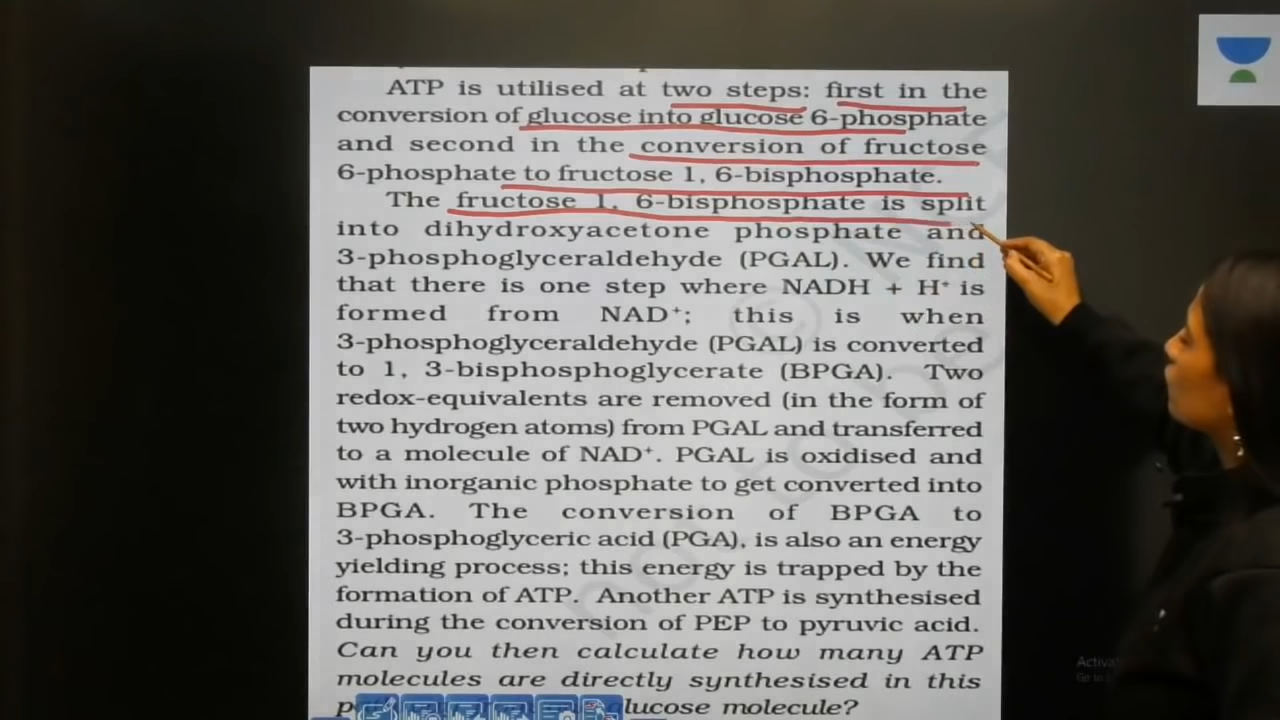 ATP is utilised at two steps: first in the
conversion of glucose into glucose 6-phosphate
and second in the conversion of fructose
6-phosphate to fructose 1, 6-bisphosphate.
The fructose 1, 6-bisphosphate is split
into dihydroxyacetone phosphate and
3-phosphoglyceraldehyde (PGAL). We find
that there is one step where NADH + H⁺ is
formed from NAD⁺; this is when
3-phosphoglyceraldehyde (PGAL) is converted
to 1, 3-bisphosphoglycerate (BPGA). Two
redox-equivalents are removed (in the form of
two hydrogen atoms) from PGAL and transferred
to a molecule of NAD⁺. PGAL is oxidised and
with inorganic phosphate to get converted into
BPGA. The conversion of BPGA to
3-phosphoglyceric acid (PGA), is also an energy
yielding process; this energy is trapped by the
formation of ATP. Another ATP is synthesised
during the conversion of PEP to pyruvic acid.
Can you then calculate how many ATP
molecules are directly synthesised in this
glucose molecule?
© 
not to be